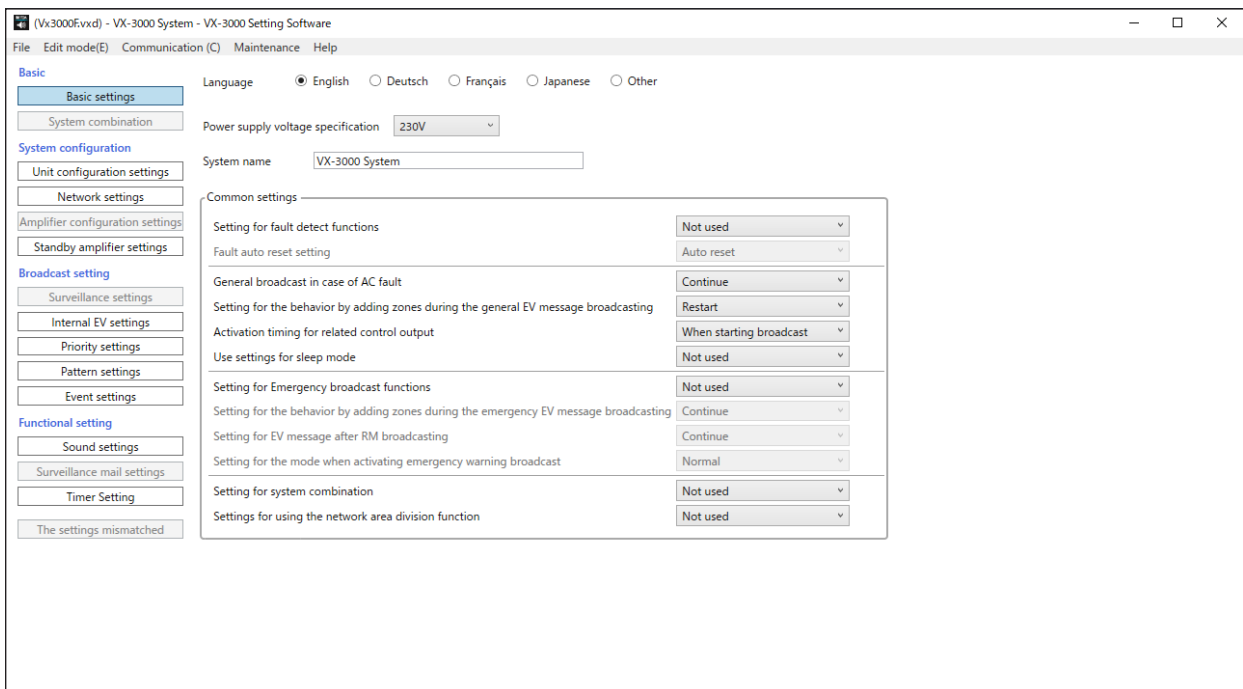 (Vx3000F.vxd) - VX-3000 System - VX-3000 Setting Software
File Edit mode(E) Communication (C) Maintenance Help
Basic
Basic settings
System combination
System configuration
Unit configuration settings
Network settings
Amplifier configuration settings
Standby amplifier settings
Broadcast setting
Surveillance settings
Internal EV settings
Priority settings
Pattern settings
Event settings
Functional setting
Sound settings
Surveillance mail settings
Timer Setting
The settings mismatched
Language English Deutsch Français Japanese Other
Power supply voltage specification 230V
System name VX-3000 System
Common settings
Setting for fault detect functions Not used
Fault auto reset setting Auto reset
General broadcast in case of AC fault Continue
Setting for the behavior by adding zones during the general EV message broadcasting Restart
Activation timing for related control output When starting broadcast
Use settings for sleep mode Not used
Setting for Emergency broadcast functions Not used
Setting for the behavior by adding zones during the emergency EV message broadcasting Continue
Setting for EV message after RM broadcasting Continue
Setting for the mode when activating emergency warning broadcast Normal
Setting for system combination Not used
Settings for using the network area division function Not used